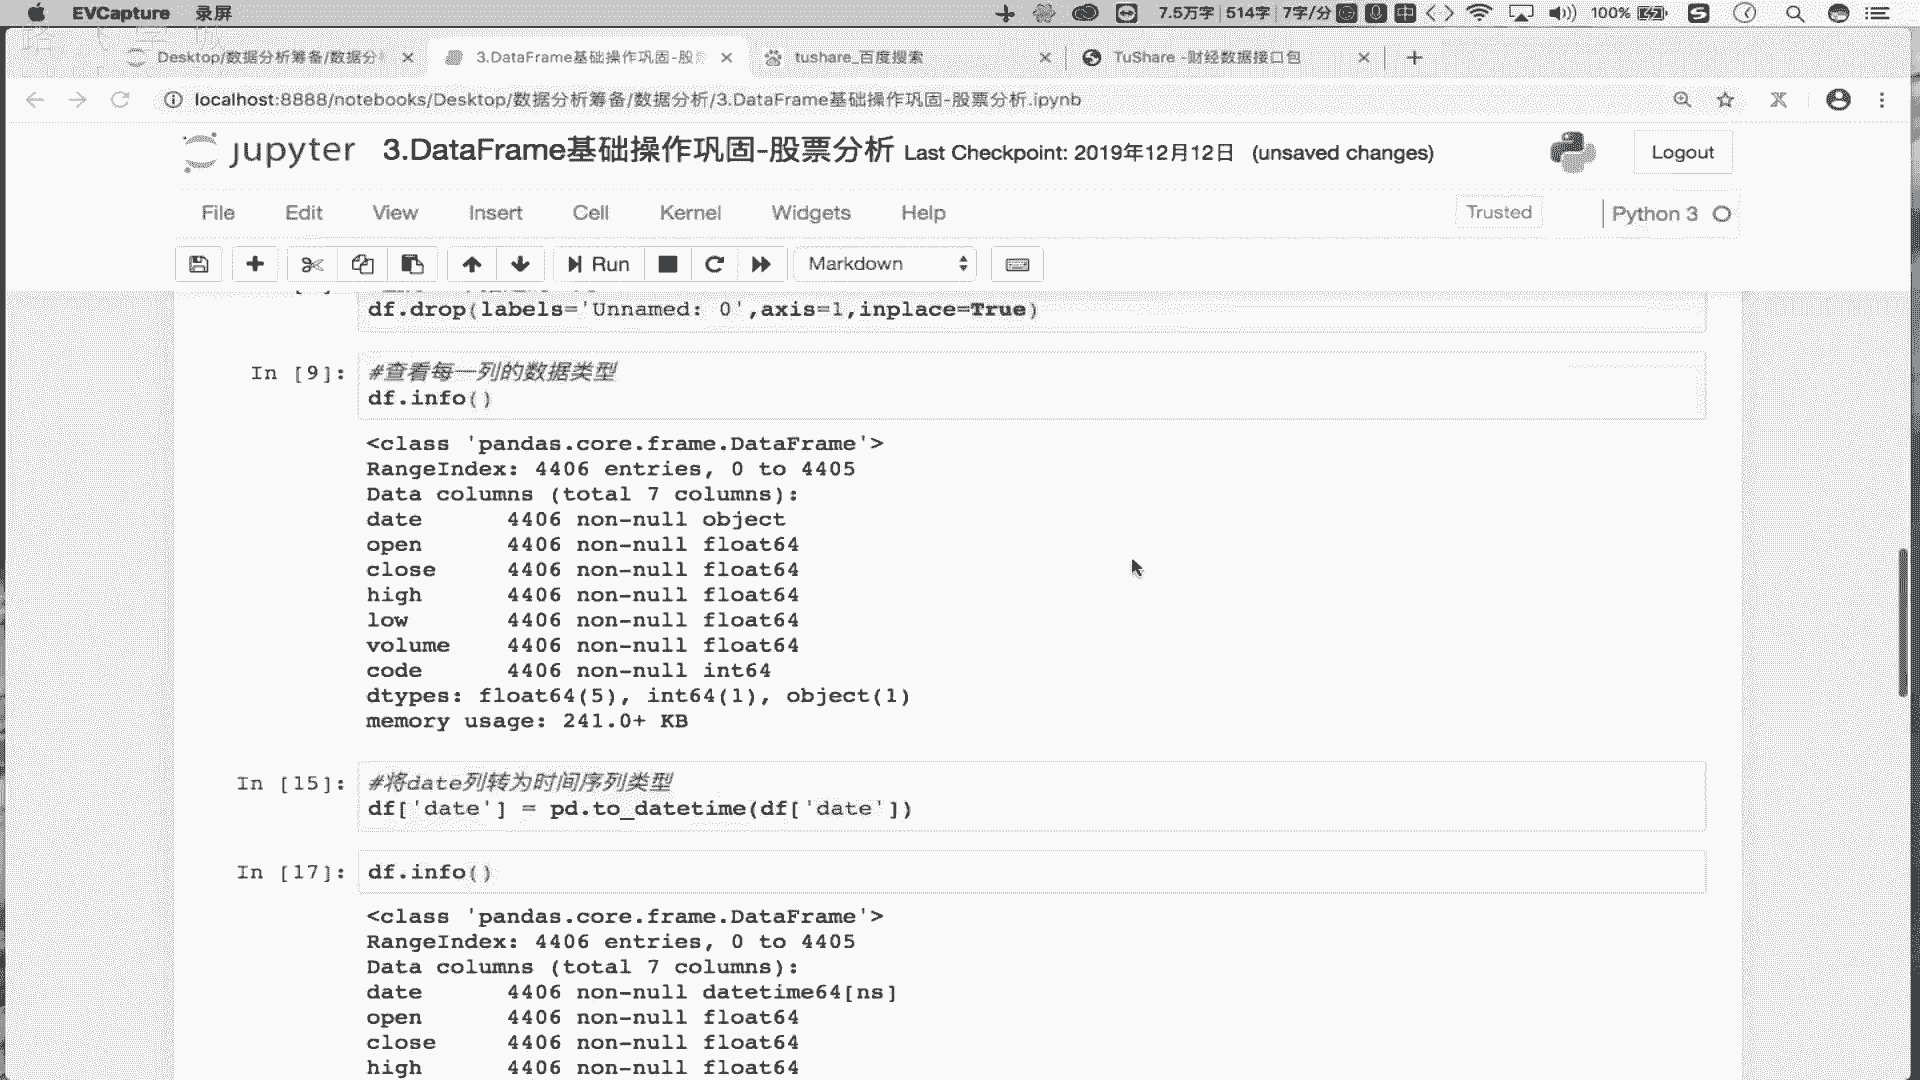 EVCapture 录屏 7.5万字 514字 7字/分 中 100%
Desktop/数据分析筹备/数据分 3.DataFrame基础操作巩固-股 tushare_百度搜索 TuShare -财经数据接口包
localhost:8888/notebooks/Desktop/数据分析筹备/数据分析/3.DataFrame基础操作巩固-股票分析.ipynb
jupyter 3.DataFrame基础操作巩固-股票分析 Last Checkpoint: 2019年12月12日 (unsaved changes) Logout
File Edit View Insert Cell Kernel Widgets Help Trusted Python 3
Run Markdown
df.drop(labels='Unnamed: 0',axis=1,inplace=True)
In [9]: #查看每一列的数据类型
df.info()
<class 'pandas.core.frame.DataFrame'>
RangeIndex: 4406 entries, 0 to 4405
Data columns (total 7 columns):
date 4406 non-null object
open 4406 non-null float64
close 4406 non-null float64
high 4406 non-null float64
low 4406 non-null float64
volume 4406 non-null float64
code 4406 non-null int64
dtypes: float64(5), int64(1), object(1)
memory usage: 241.0+ KB
In [15]: #将date列转为时间序列类型
df['date'] = pd.to_datetime(df['date'])
In [17]: df.info()
<class 'pandas.core.frame.DataFrame'>
RangeIndex: 4406 entries, 0 to 4405
Data columns (total 7 columns):
date 4406 non-null datetime64[ns]
open 4406 non-null float64
close 4406 non-null float64
high 4406 non-null float64